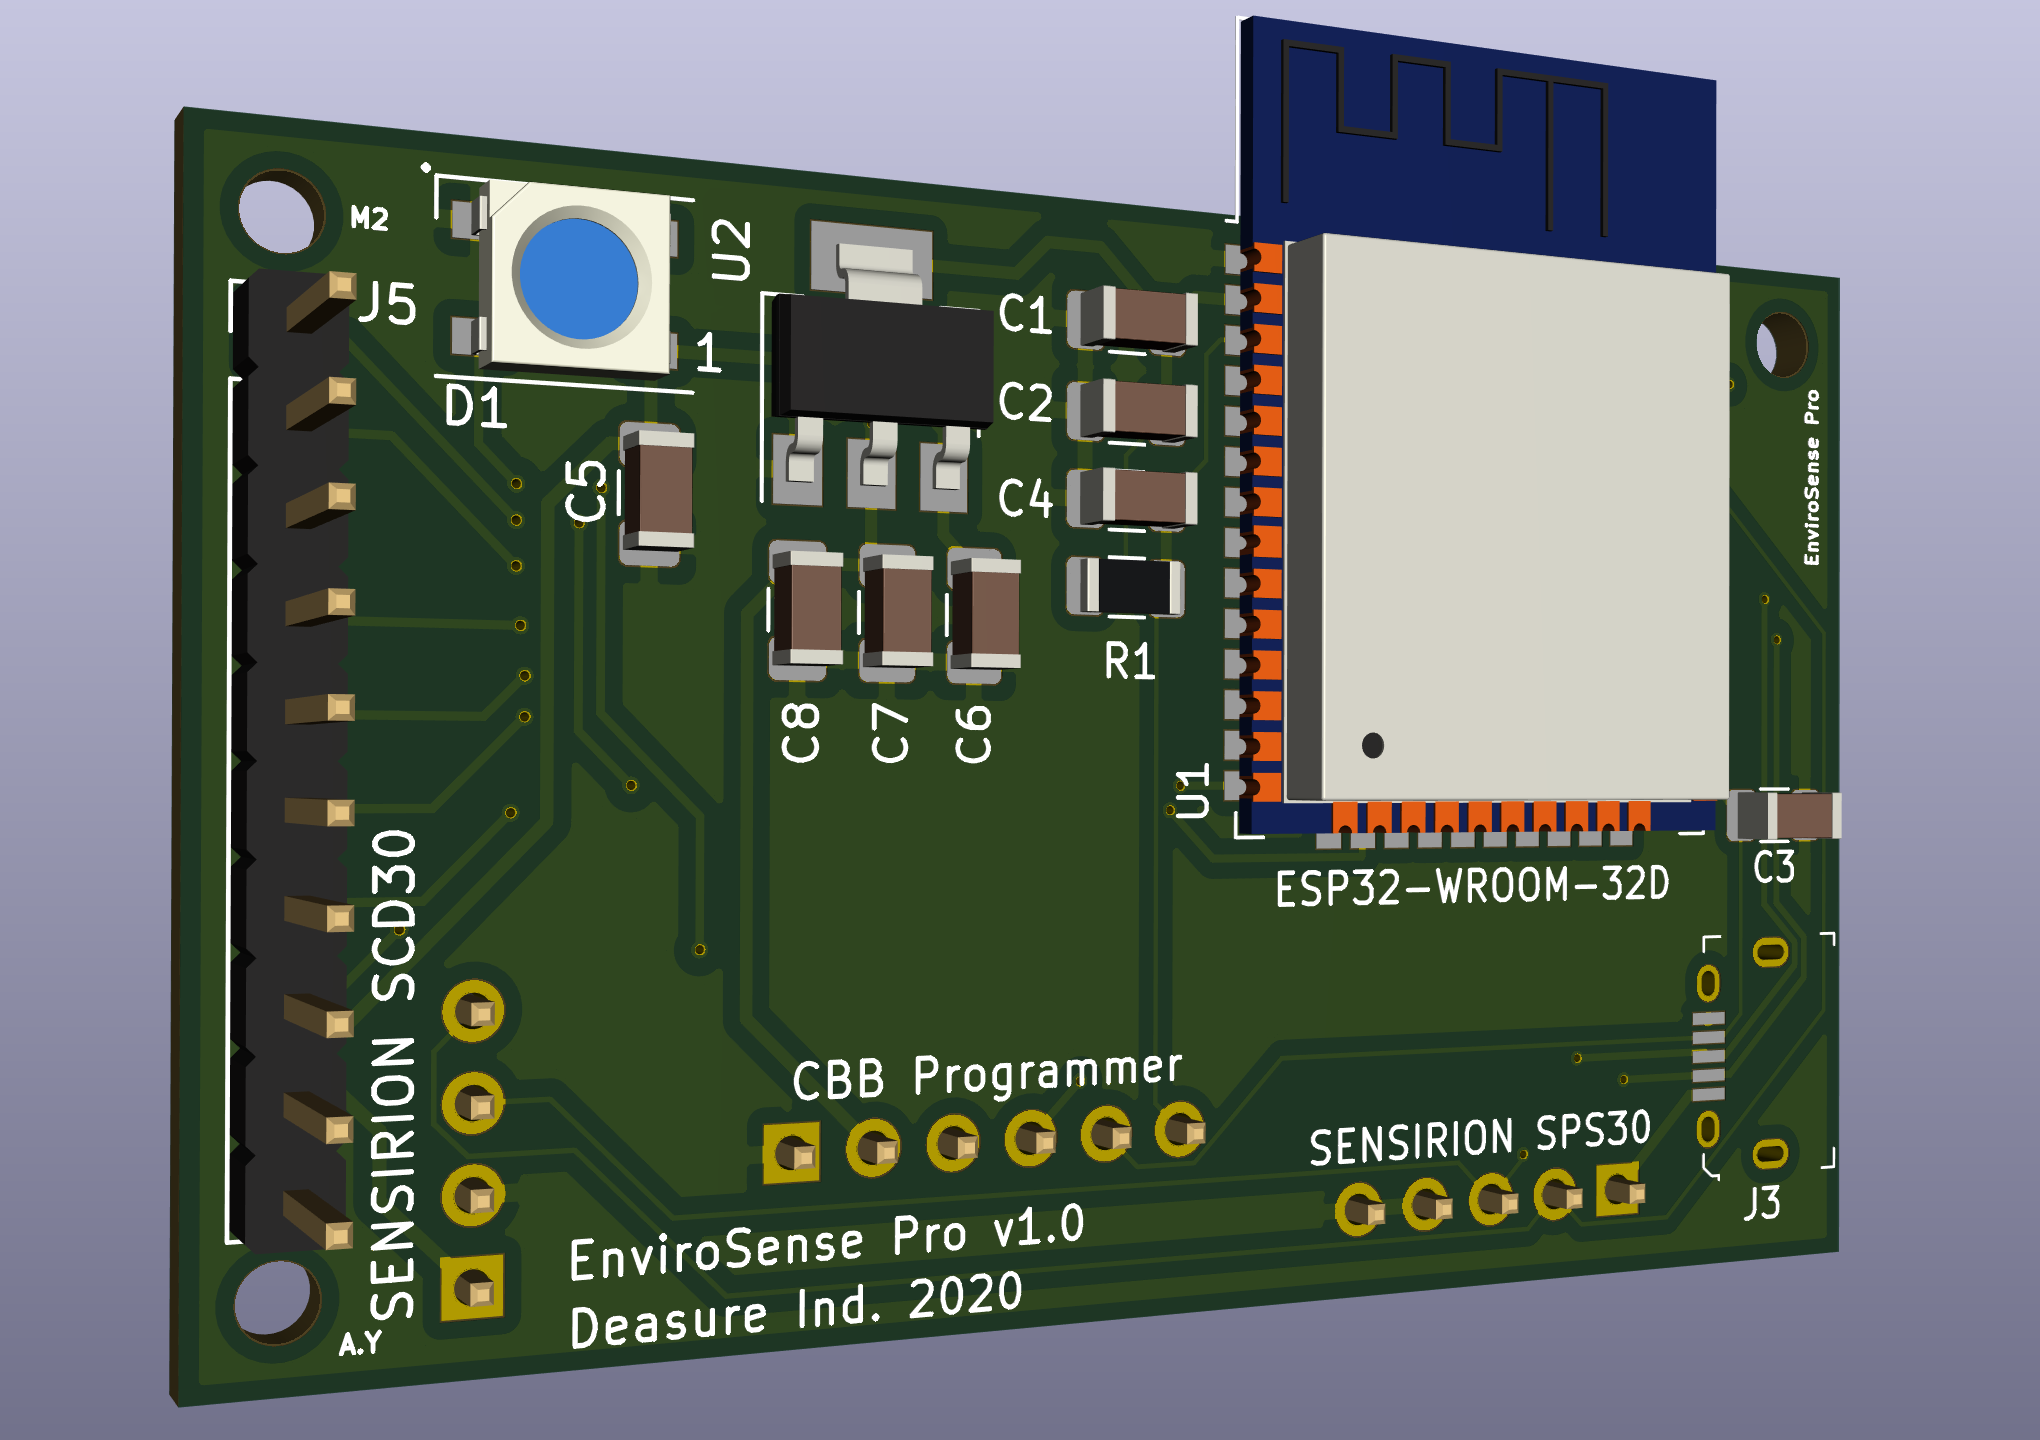 M2
J5
U2
1
D1
C5
C1
C2
C4
R1
C8
C7
C6
U1
EnviroSense Pro
ESP32-WROOM-32D
C3
SENSIRION SCD30
CBB Programmer
SENSIRION SPS30
J3
EnviroSense Pro v1.0
Deasure Ind. 2020
A.Y